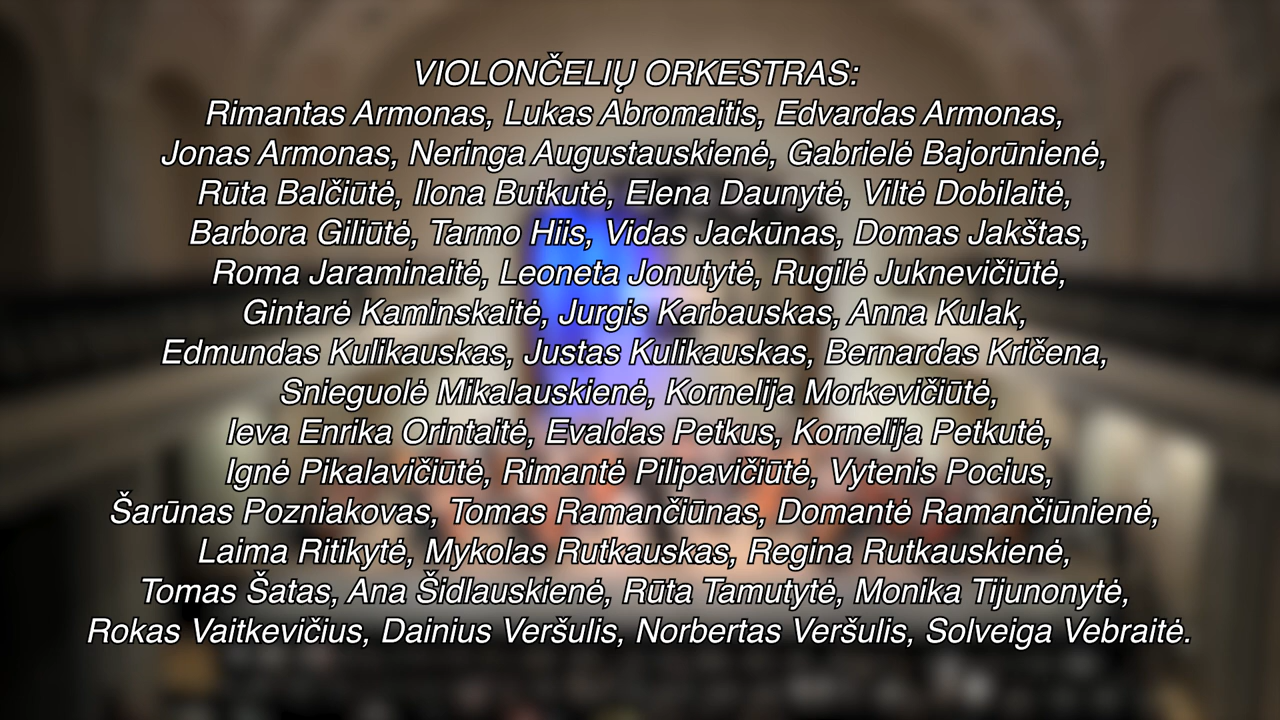 VIOLONČELIŲ ORKESTRAS:
Rimantas Armonas, Lukas Abromaitis, Edvardas Armonas,
Jonas Armonas, Neringa Augustauskienė, Gabrielė Bajorūnienė,
Rūta Balčiūtė, Ilona Butkutė, Elena Daunytė, Viltė Dobilaitė,
Barbora Giliūtė, Tarmo Hiis, Vidas Jackūnas, Domas Jakštas,
Roma Jaraminaitė, Leoneta Jonutytė, Rugilė Juknevičiūtė,
Gintarė Kaminskaitė, Jurgis Karbauskas, Anna Kulak,
Edmundas Kulikauskas, Justas Kulikauskas, Bernardas Kričena,
Snieguolė Mikalauskienė, Kornelija Morkevičiūtė,
Ieva Enrika Orintaitė, Evaldas Petkus, Kornelija Petkutė,
Ignė Pikalavičiūtė, Rimantė Pilipavičiūtė, Vytenis Pocius,
Šarūnas Pozniakovas, Tomas Ramančiūnas, Domantė Ramančiūnienė,
Laima Ritikytė, Mykolas Rutkauskas, Regina Rutkauskienė,
Tomas Šatas, Ana Šidlauskienė, Rūta Tamutytė, Monika Tijunonytė,
Rokas Vaitkevičius, Dainius Veršulis, Norbertas Veršulis, Solveiga Vebraitė.